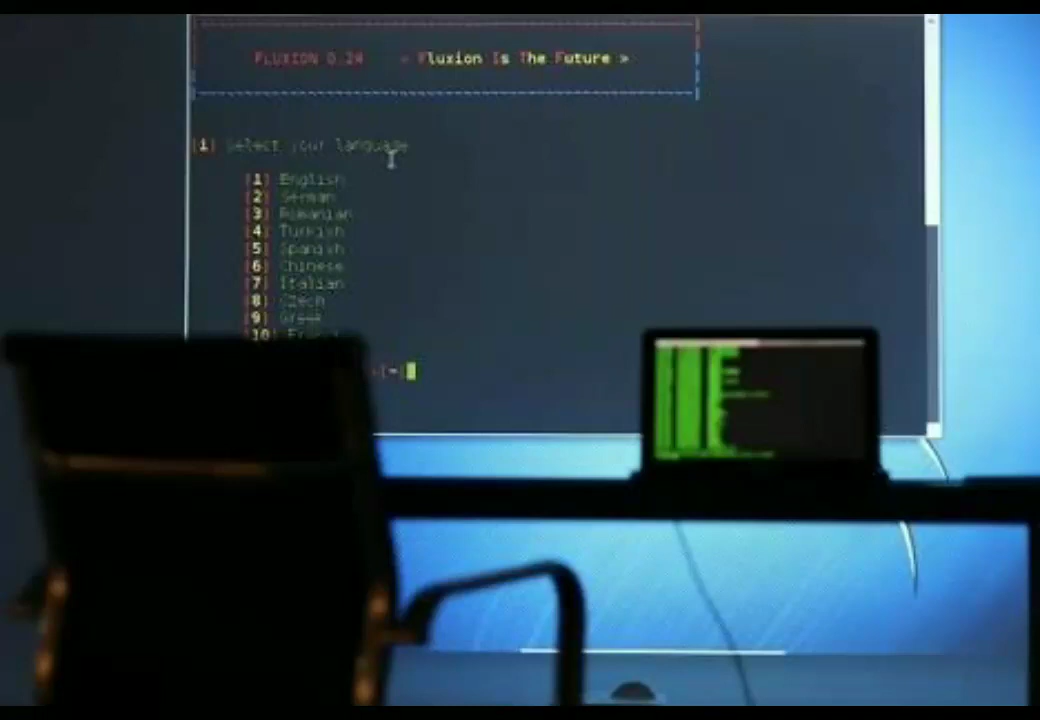 FLUXION 0.24 < Fluxion Is The Future >
[i] Select your language
[1] English
[2] German
[3] Romanian
[4] Turkish
[5] Spanish
[6] Chinese
[7] Italian
[8] Czech
[9] Greek
[10]
[~]